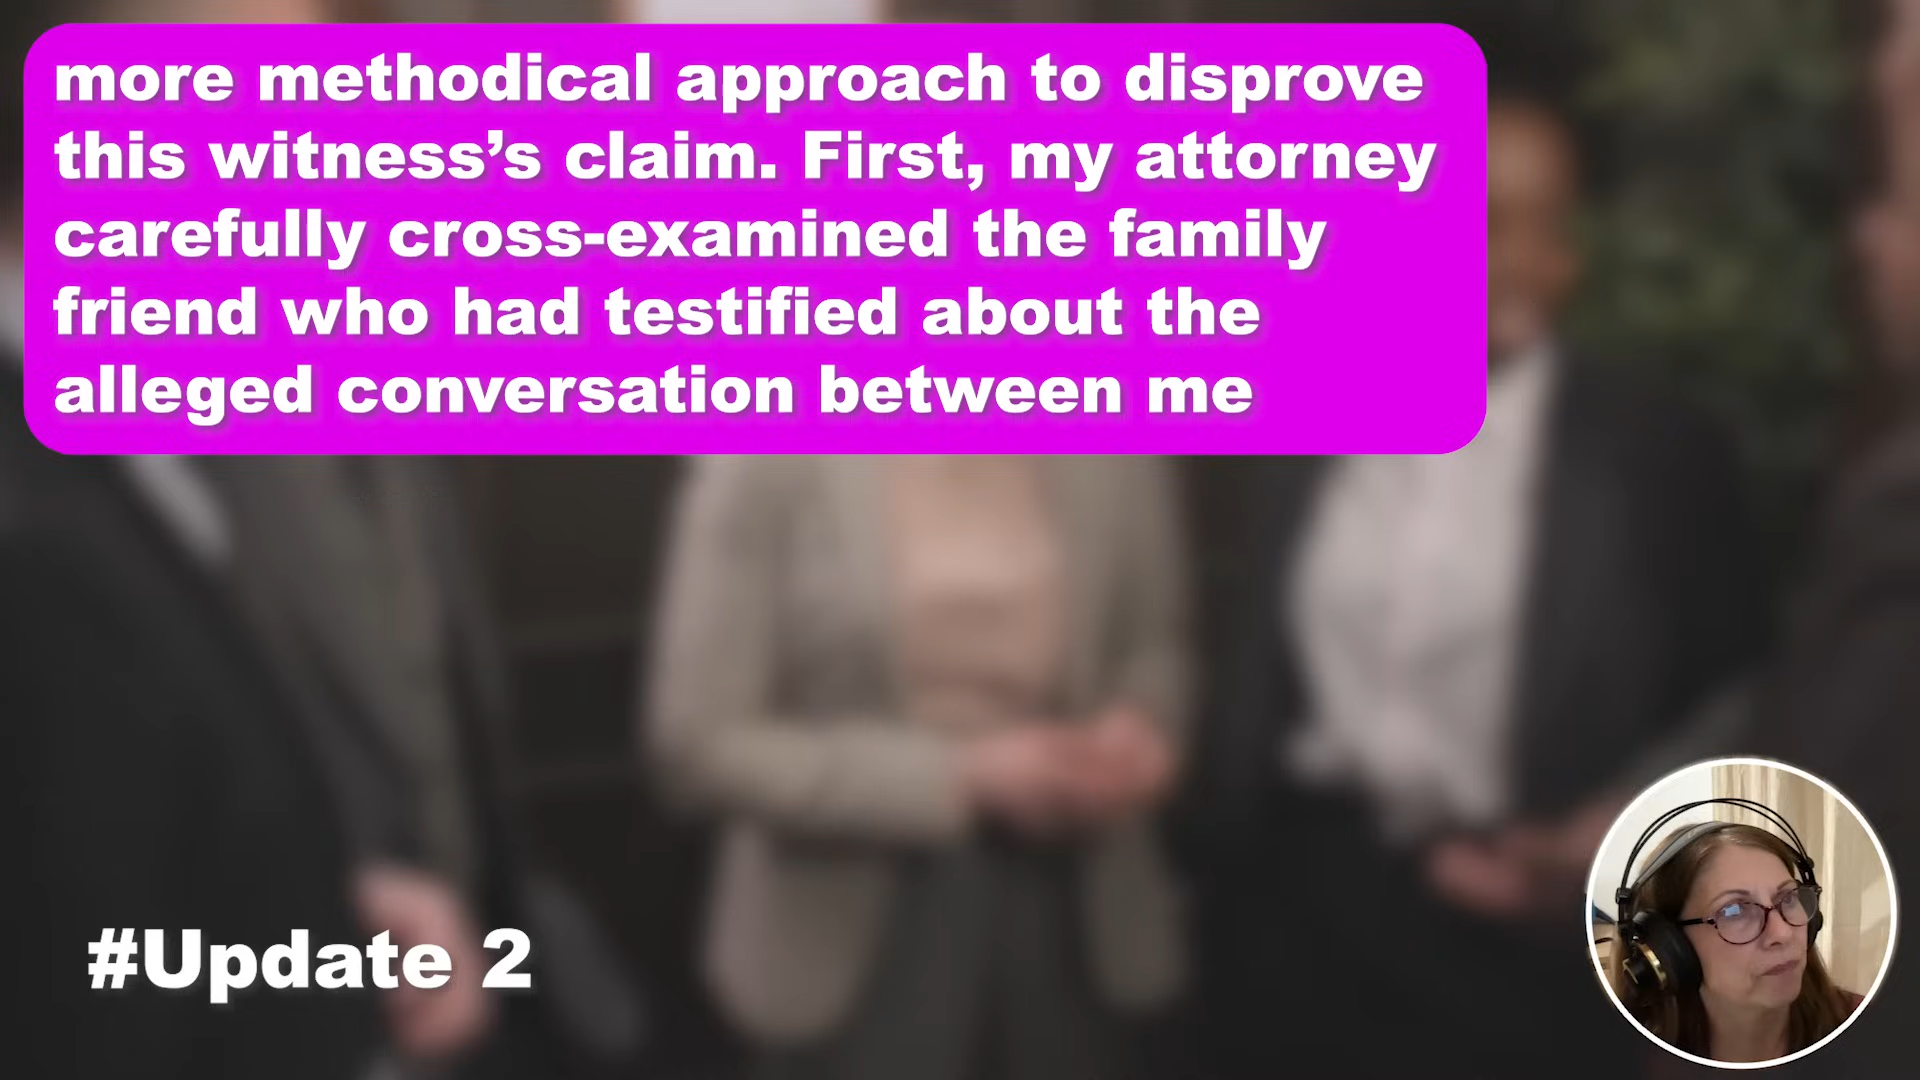 more methodical approach to disprove
this witness’s claim. First, my attorney
carefully cross-examined the family
friend who had testified about the
alleged conversation between me
#Update 2